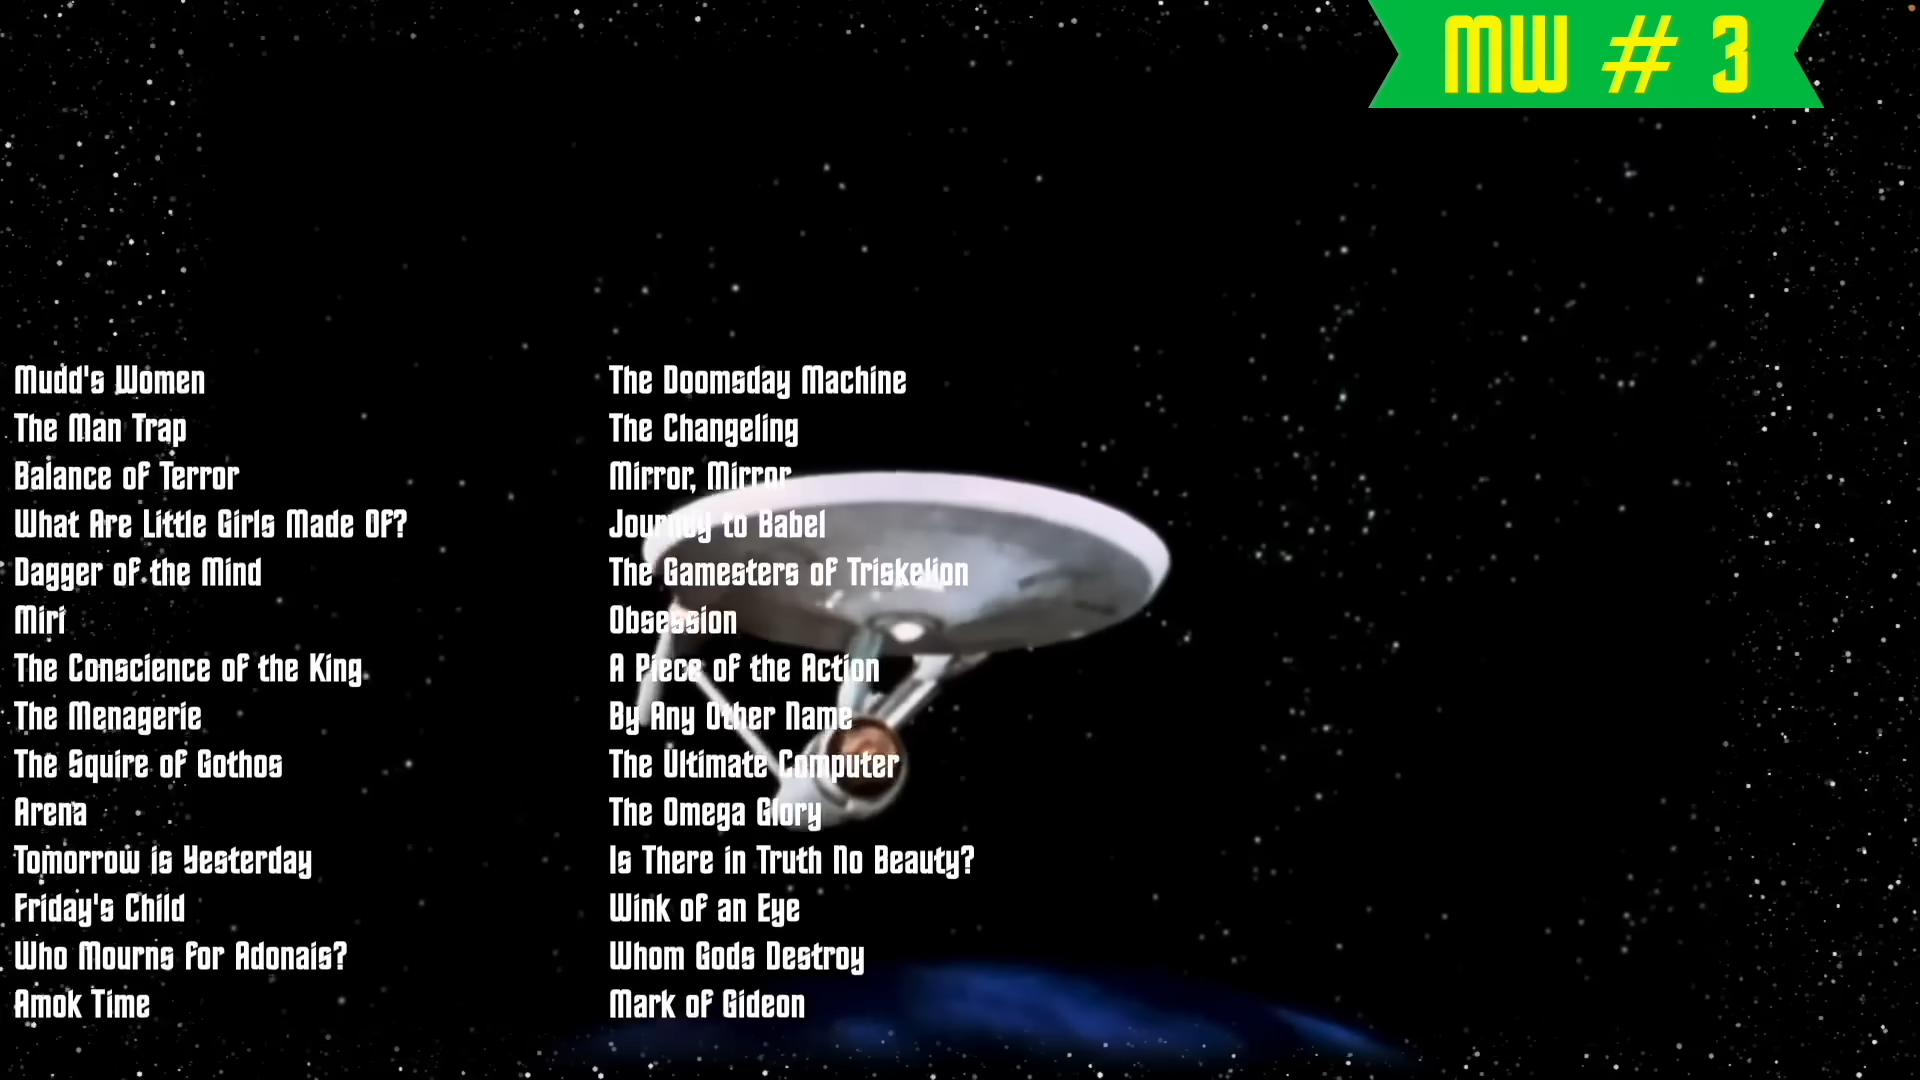 MW # 3
Mudd's Women
The Man Trap
Balance of Terror
What Are Little Girls Made Of?
Dagger of the Mind
Miri
The Conscience of the King
The Menagerie
The Squire of Gothos
Arena
Tomorrow is Yesterday
Friday's Child
Who Mourns for Adonais?
Amok Time
The Doomsday Machine
The Changeling
Mirror, Mirror
Journey to Babel
The Gamesters of Triskelion
Obsession
A Piece of the Action
By Any Other Name
The Ultimate Computer
The Omega Glory
Is There in Truth No Beauty?
Wink of an Eye
Whom Gods Destroy
Mark of Gideon